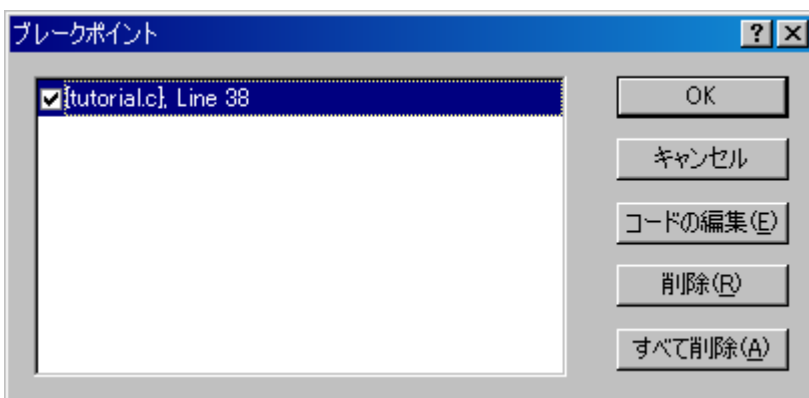 ブレークポイント
{tutorial.c}, Line 38
OK
キャンセル
コードの編集(E)
削除(R)
すべて削除(A)